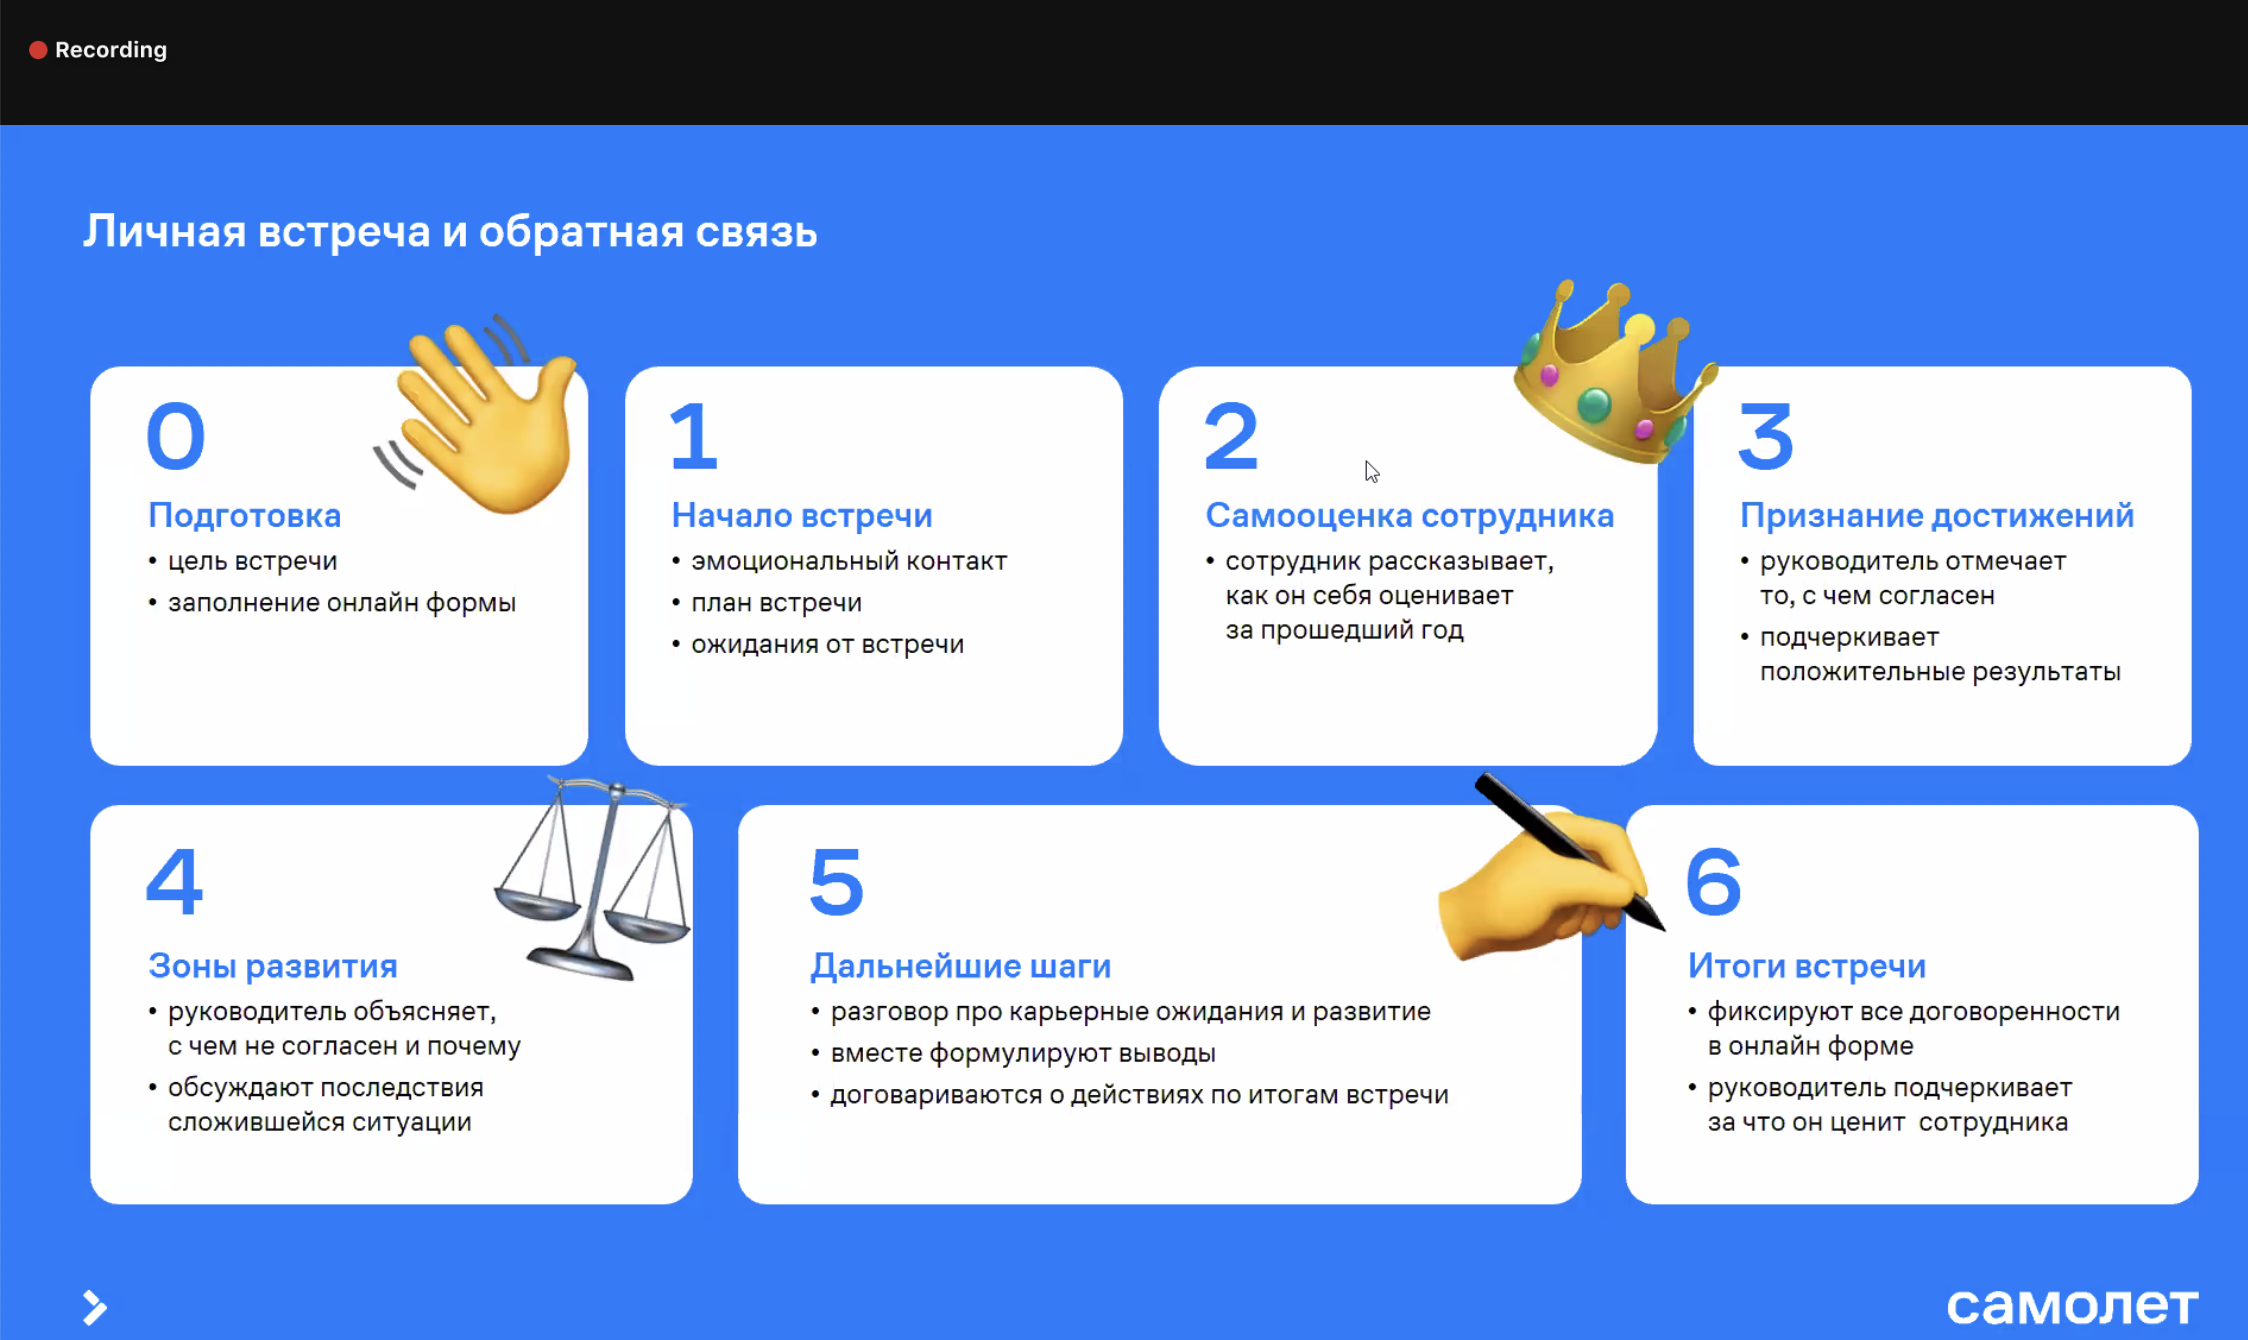 Recording
Личная встреча и обратная связь
0
Подготовка
• цель встречи
• заполнение онлайн формы
1
Начало встречи
• эмоциональный контакт
• план встречи
• ожидания от встречи
2
Самооценка сотрудника
• сотрудник рассказывает,
как он себя оценивает
за прошедший год
3
Признание достижений
• руководитель отмечает
то, с чем согласен
• подчеркивает
положительные результаты
4
Зоны развития
• руководитель объясняет,
с чем не согласен и почему
• обсуждают последствия
сложившейся ситуации
5
Дальнейшие шаги
• разговор про карьерные ожидания и развитие
• вместе формулируют выводы
• договариваются о действиях по итогам встречи
6
Итоги встречи
• фиксируют все договоренности
в онлайн форме
• руководитель подчеркивает
за что он ценит сотрудника
самолет